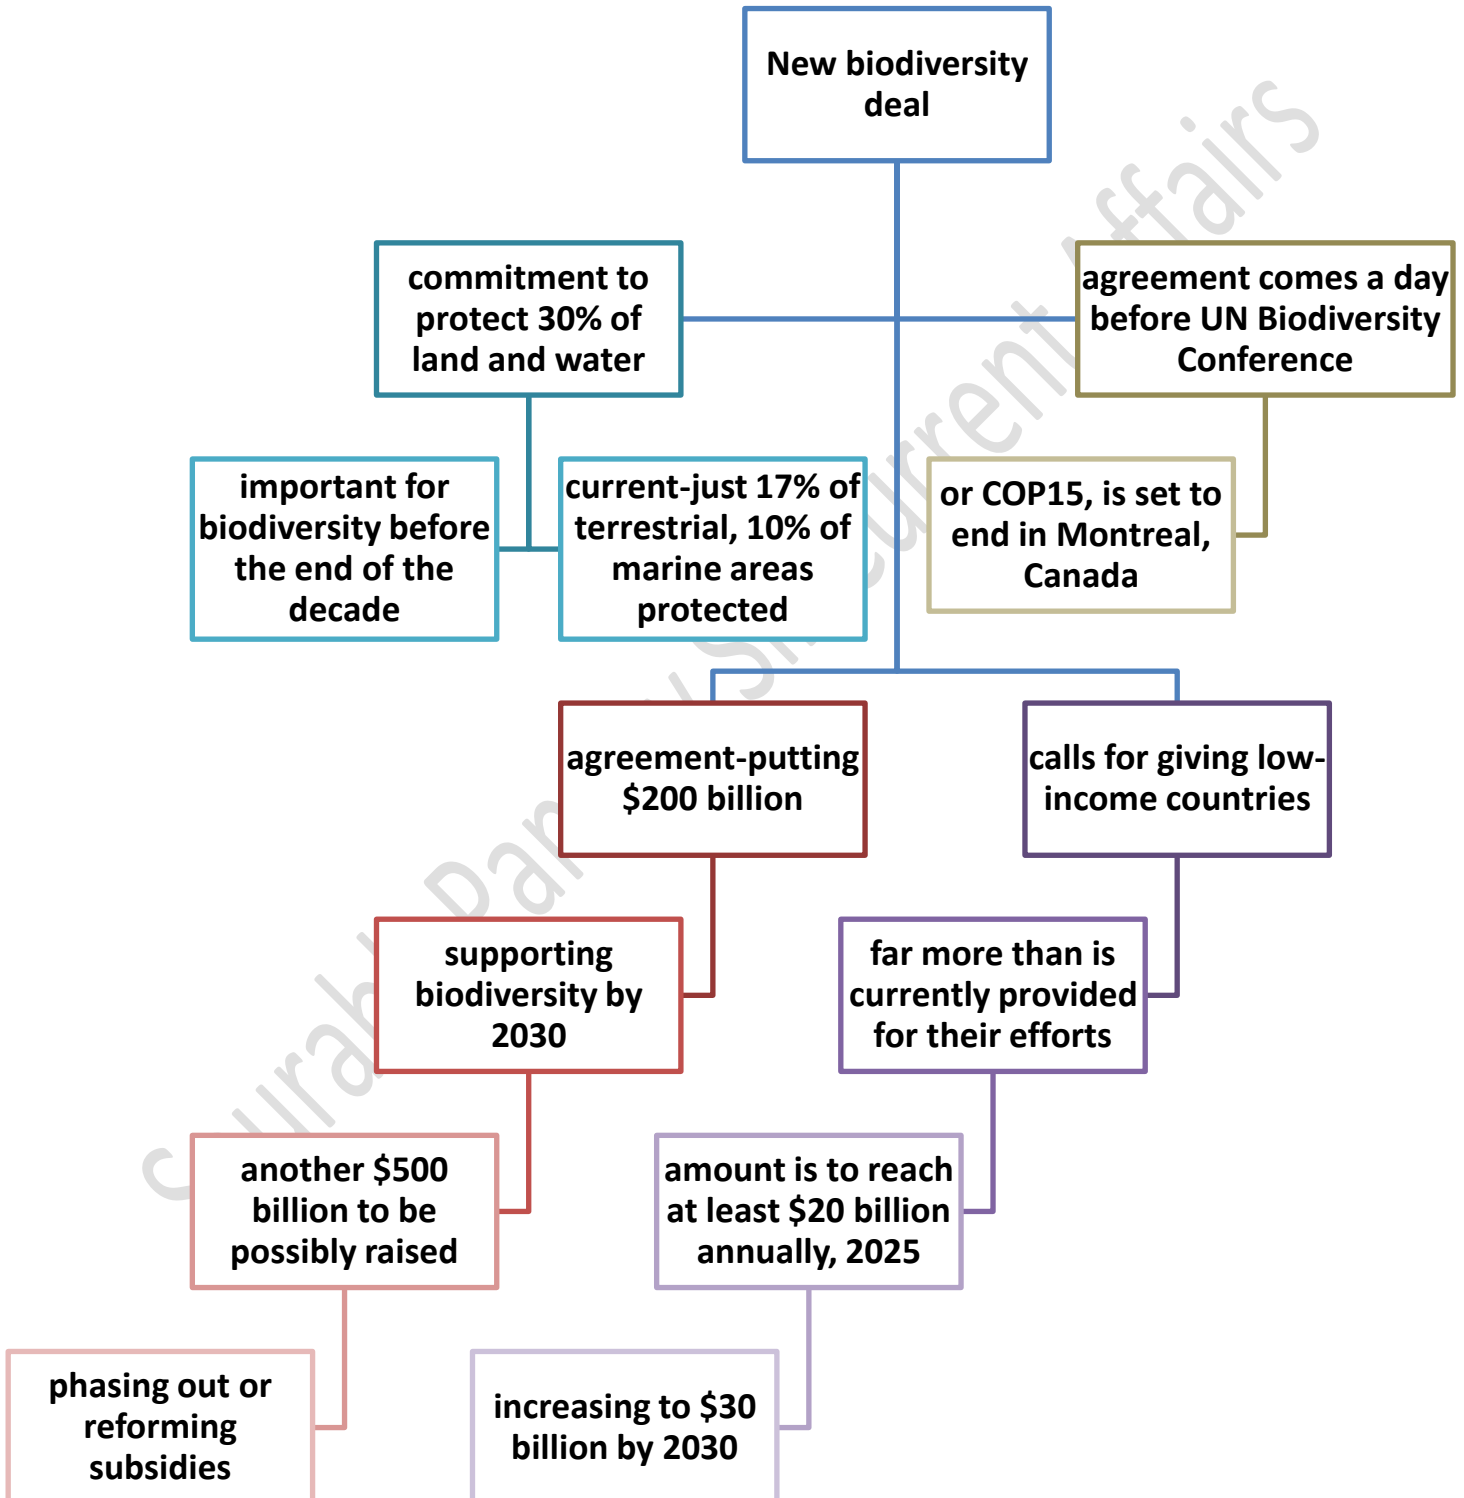 New biodiversity
deal
commitment to
protect 30% of
land and water
agreement comes a day
before UN Biodiversity
Conference
important for
biodiversity before
the end of the
decade
current-just 17% of
terrestrial, 10% of
marine areas
protected
or COP15, is set to
end in Montreal,
Canada
agreement-putting
$200 billion
calls for giving low-
income countries
supporting
biodiversity by
2030
far more than is
currently provided
for their efforts
another $500
billion to be
possibly raised
amount is to reach
at least $20 billion
annually, 2025
phasing out or
reforming
subsidies
increasing to $30
billion by 2030